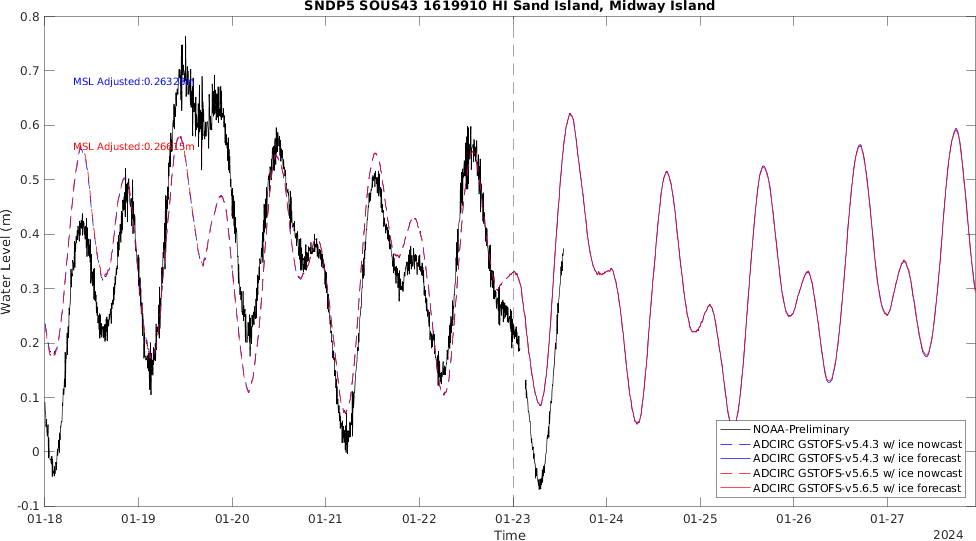 SNDP5 SOUS43 1619910 HI Sand Island, Midway Island
0.8
0.7
0.6
0.5
0.4
0.3
0.2
0.1
0
-0.1
Water Level (m)
MSL Adjusted:0.2632
MSL Adjusted:0.26615m
NOAA-Preliminary
ADCIRC GSTOFS-v5.4.3 w/ ice nowcast
ADCIRC GSTOFS-v5.4.3 w/ ice forecast
ADCIRC GSTOFS-v5.6.5 w/ ice nowcast
ADCIRC GSTOFS-v5.6.5 w/ ice forecast
01-18 01-19 01-20 01-21 01-22 01-23 01-24 01-25 01-26 01-27
Time
2024